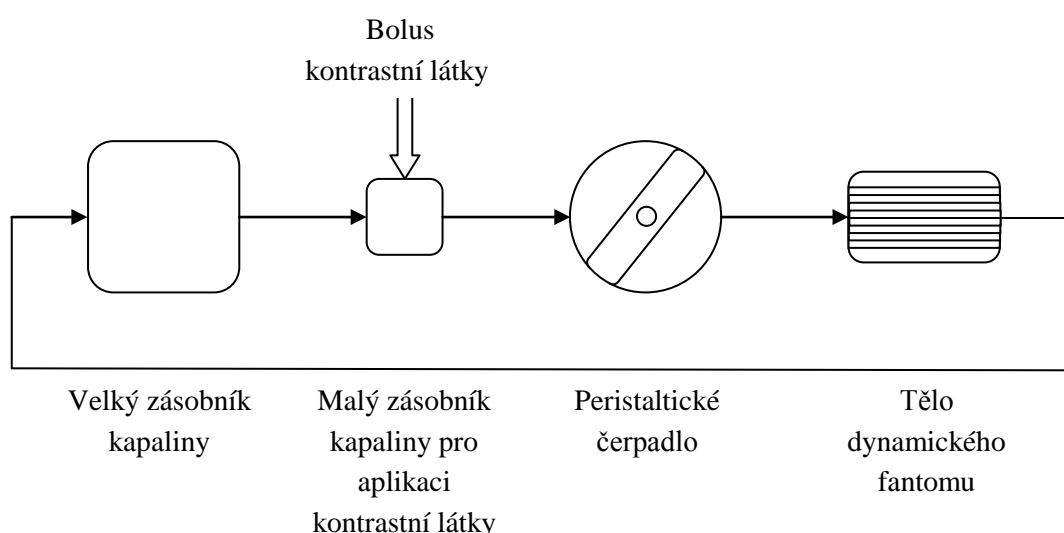 Bolus
kontrastní látky
Velký zásobník
kapaliny
Malý zásobník
kapaliny pro
aplikaci
kontrastní látky
Peristaltické
čerpadlo
Tělo
dynamického
fantomu